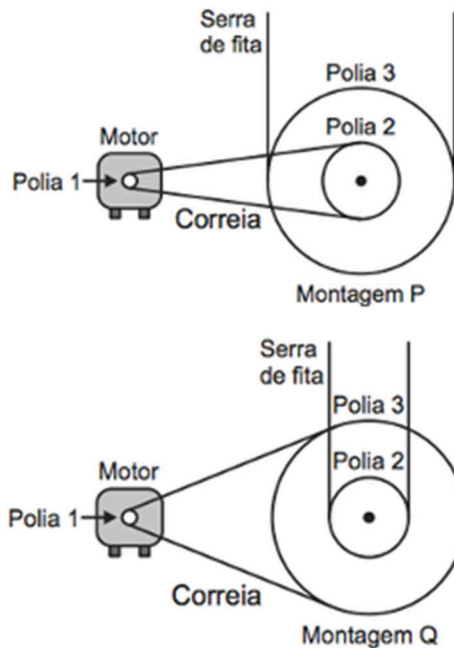 Serra
de fita
Polia 3
Polia 2
Motor
Polia 1
Correia
Montagem P
Serra
de fita
Polia 3
Polia 2
Motor
Polia 1
Correia
Montagem Q